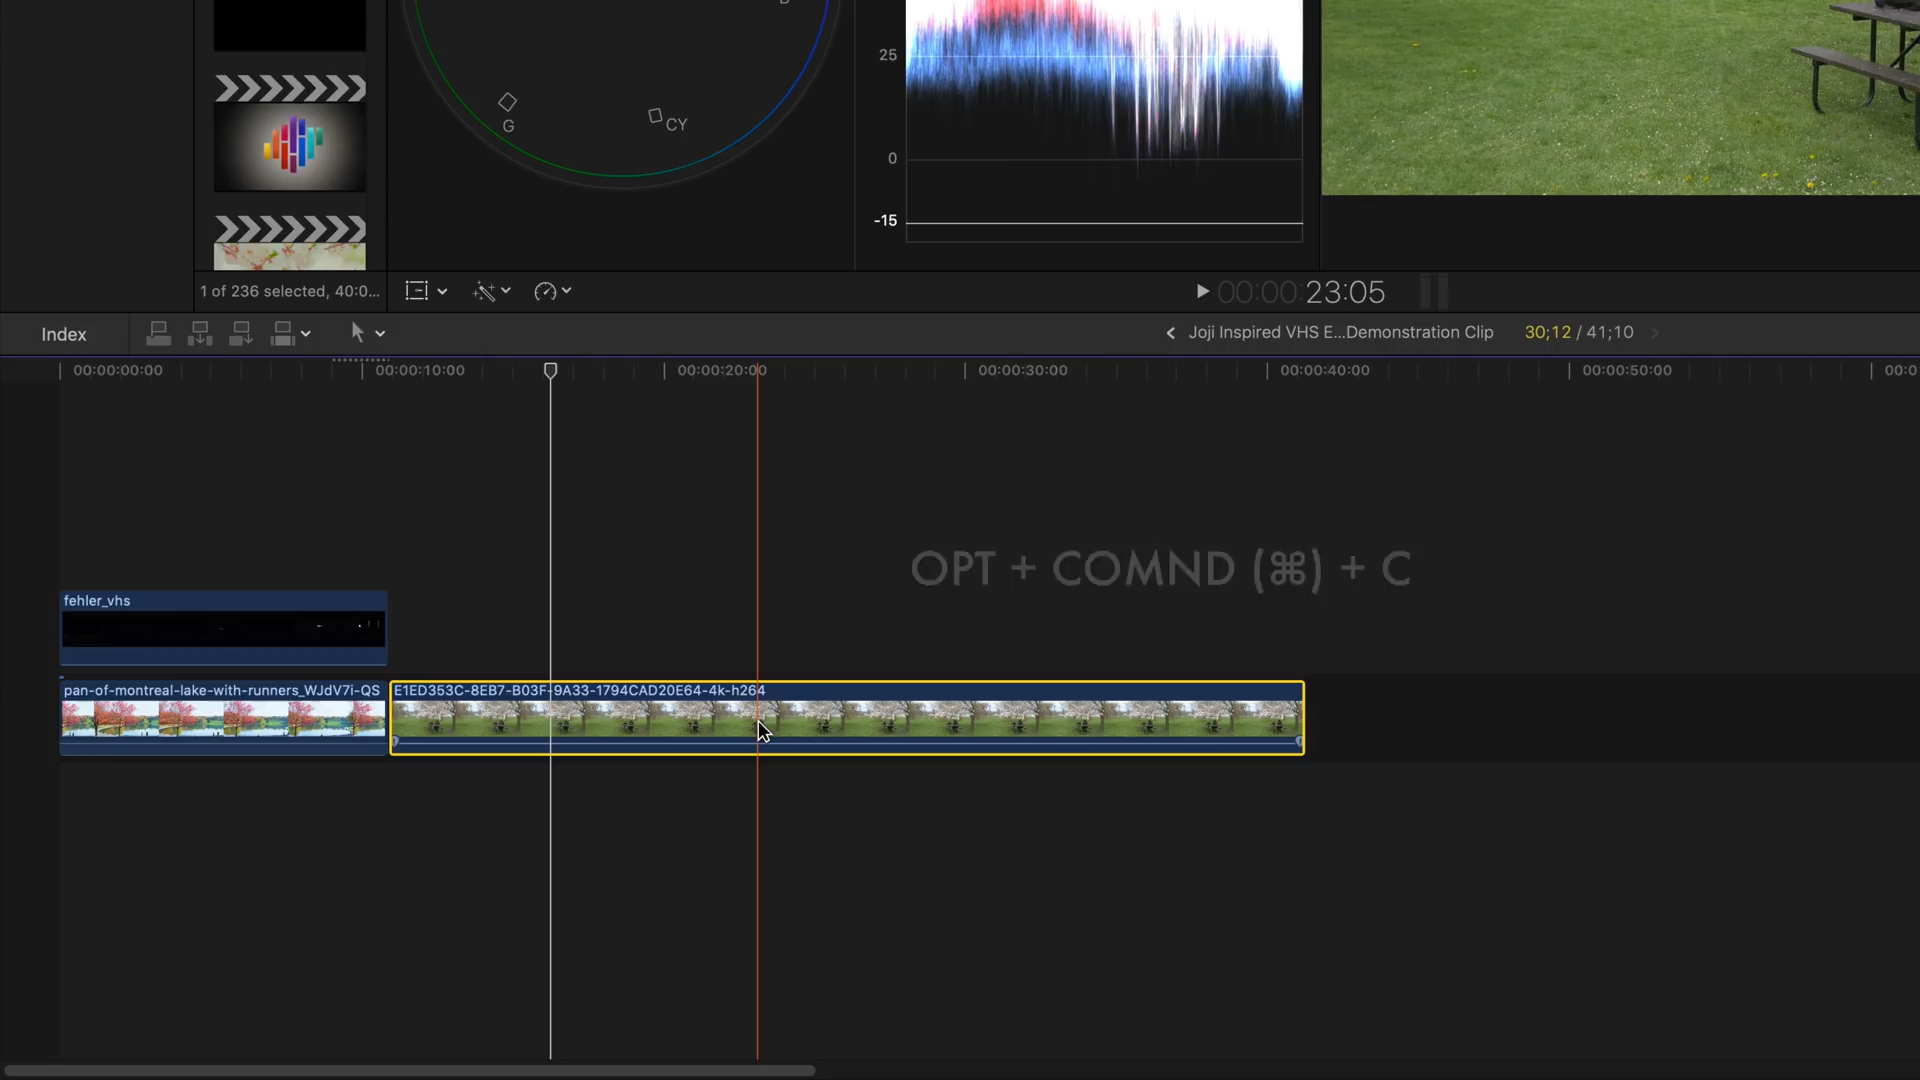 25
G
CY
0
-15
1 of 236 selected, 40:0...
00:00:23:05
Index
Joji Inspired VHS E...Demonstration Clip
30;12 / 41;10
00:00:00:00
00:00:10:00
00:00:20:00
00:00:30:00
00:00:40:00
00:00:50:00
00:0
OPT + COMND (⌘) + C
fehler_vhs
pan-of-montreal-lake-with-runners_WJdV7i-QS
E1ED353C-8EB7-B03F-9A33-1794CAD20E64-4k-h264